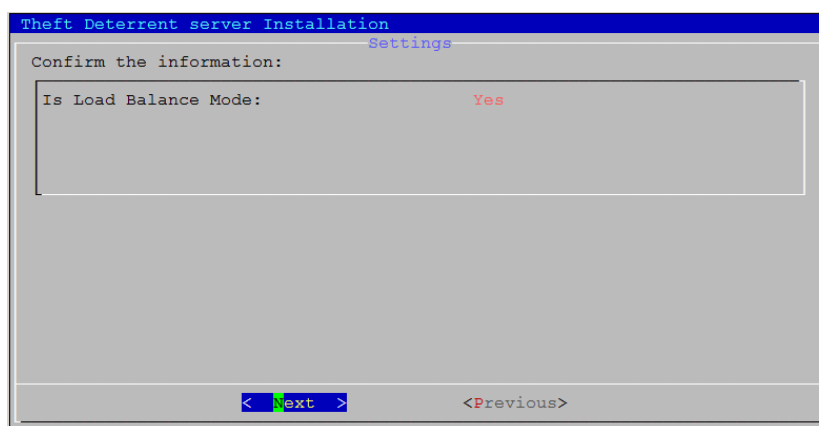 Theft Deterrent server Installation
Settings
Confirm the information:
Is Load Balance Mode: Yes
< Next > <Previous>